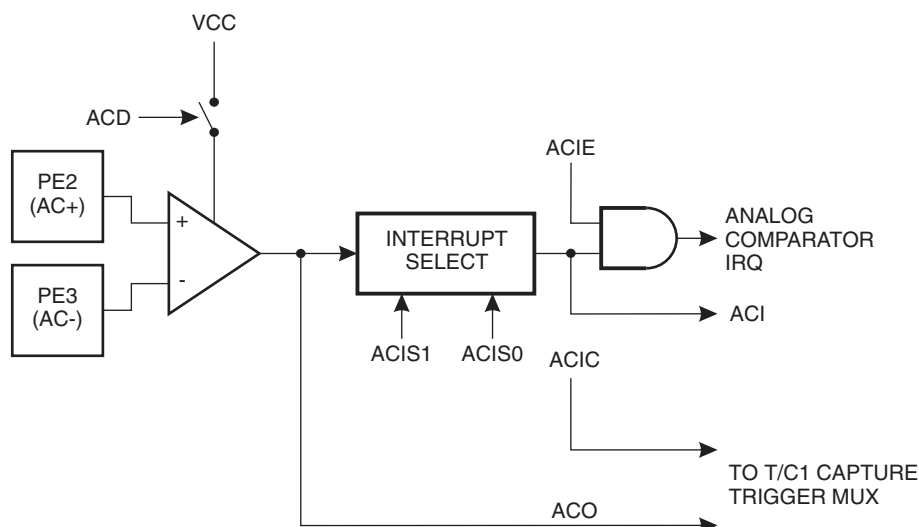 VCC
ACD
PE2
(AC+)
+
PE3
(AC-)
-
INTERRUPT
SELECT
ACIS1
ACIS0
ACIE
ANALOG
COMPARATOR
IRQ
ACI
ACIC
TO T/C1 CAPTURE
TRIGGER MUX
ACO